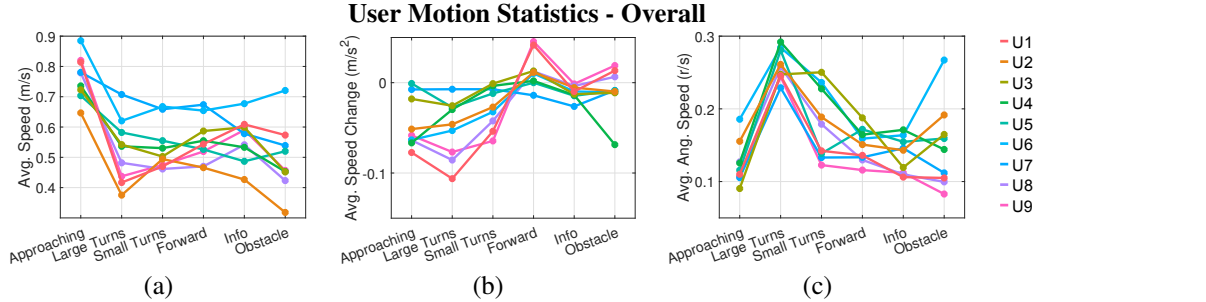 User Motion Statistics - Overall
Avg. Speed (m/s)
0.9
0.8
0.7
0.6
0.5
0.4
Approaching
Large Turns
Small Turns
Forward
Info
Obstacle
(a)
Avg. Speed Change (m/s²)
0
-0.1
Approaching
Large Turns
Small Turns
Forward
Info
Obstacle
(b)
Avg. Ang. Speed (r/s)
0.3
0.2
0.1
Approaching
Large Turns
Small Turns
Forward
Info
Obstacle
(c)
U1
U2
U3
U4
U5
U6
U7
U8
U9